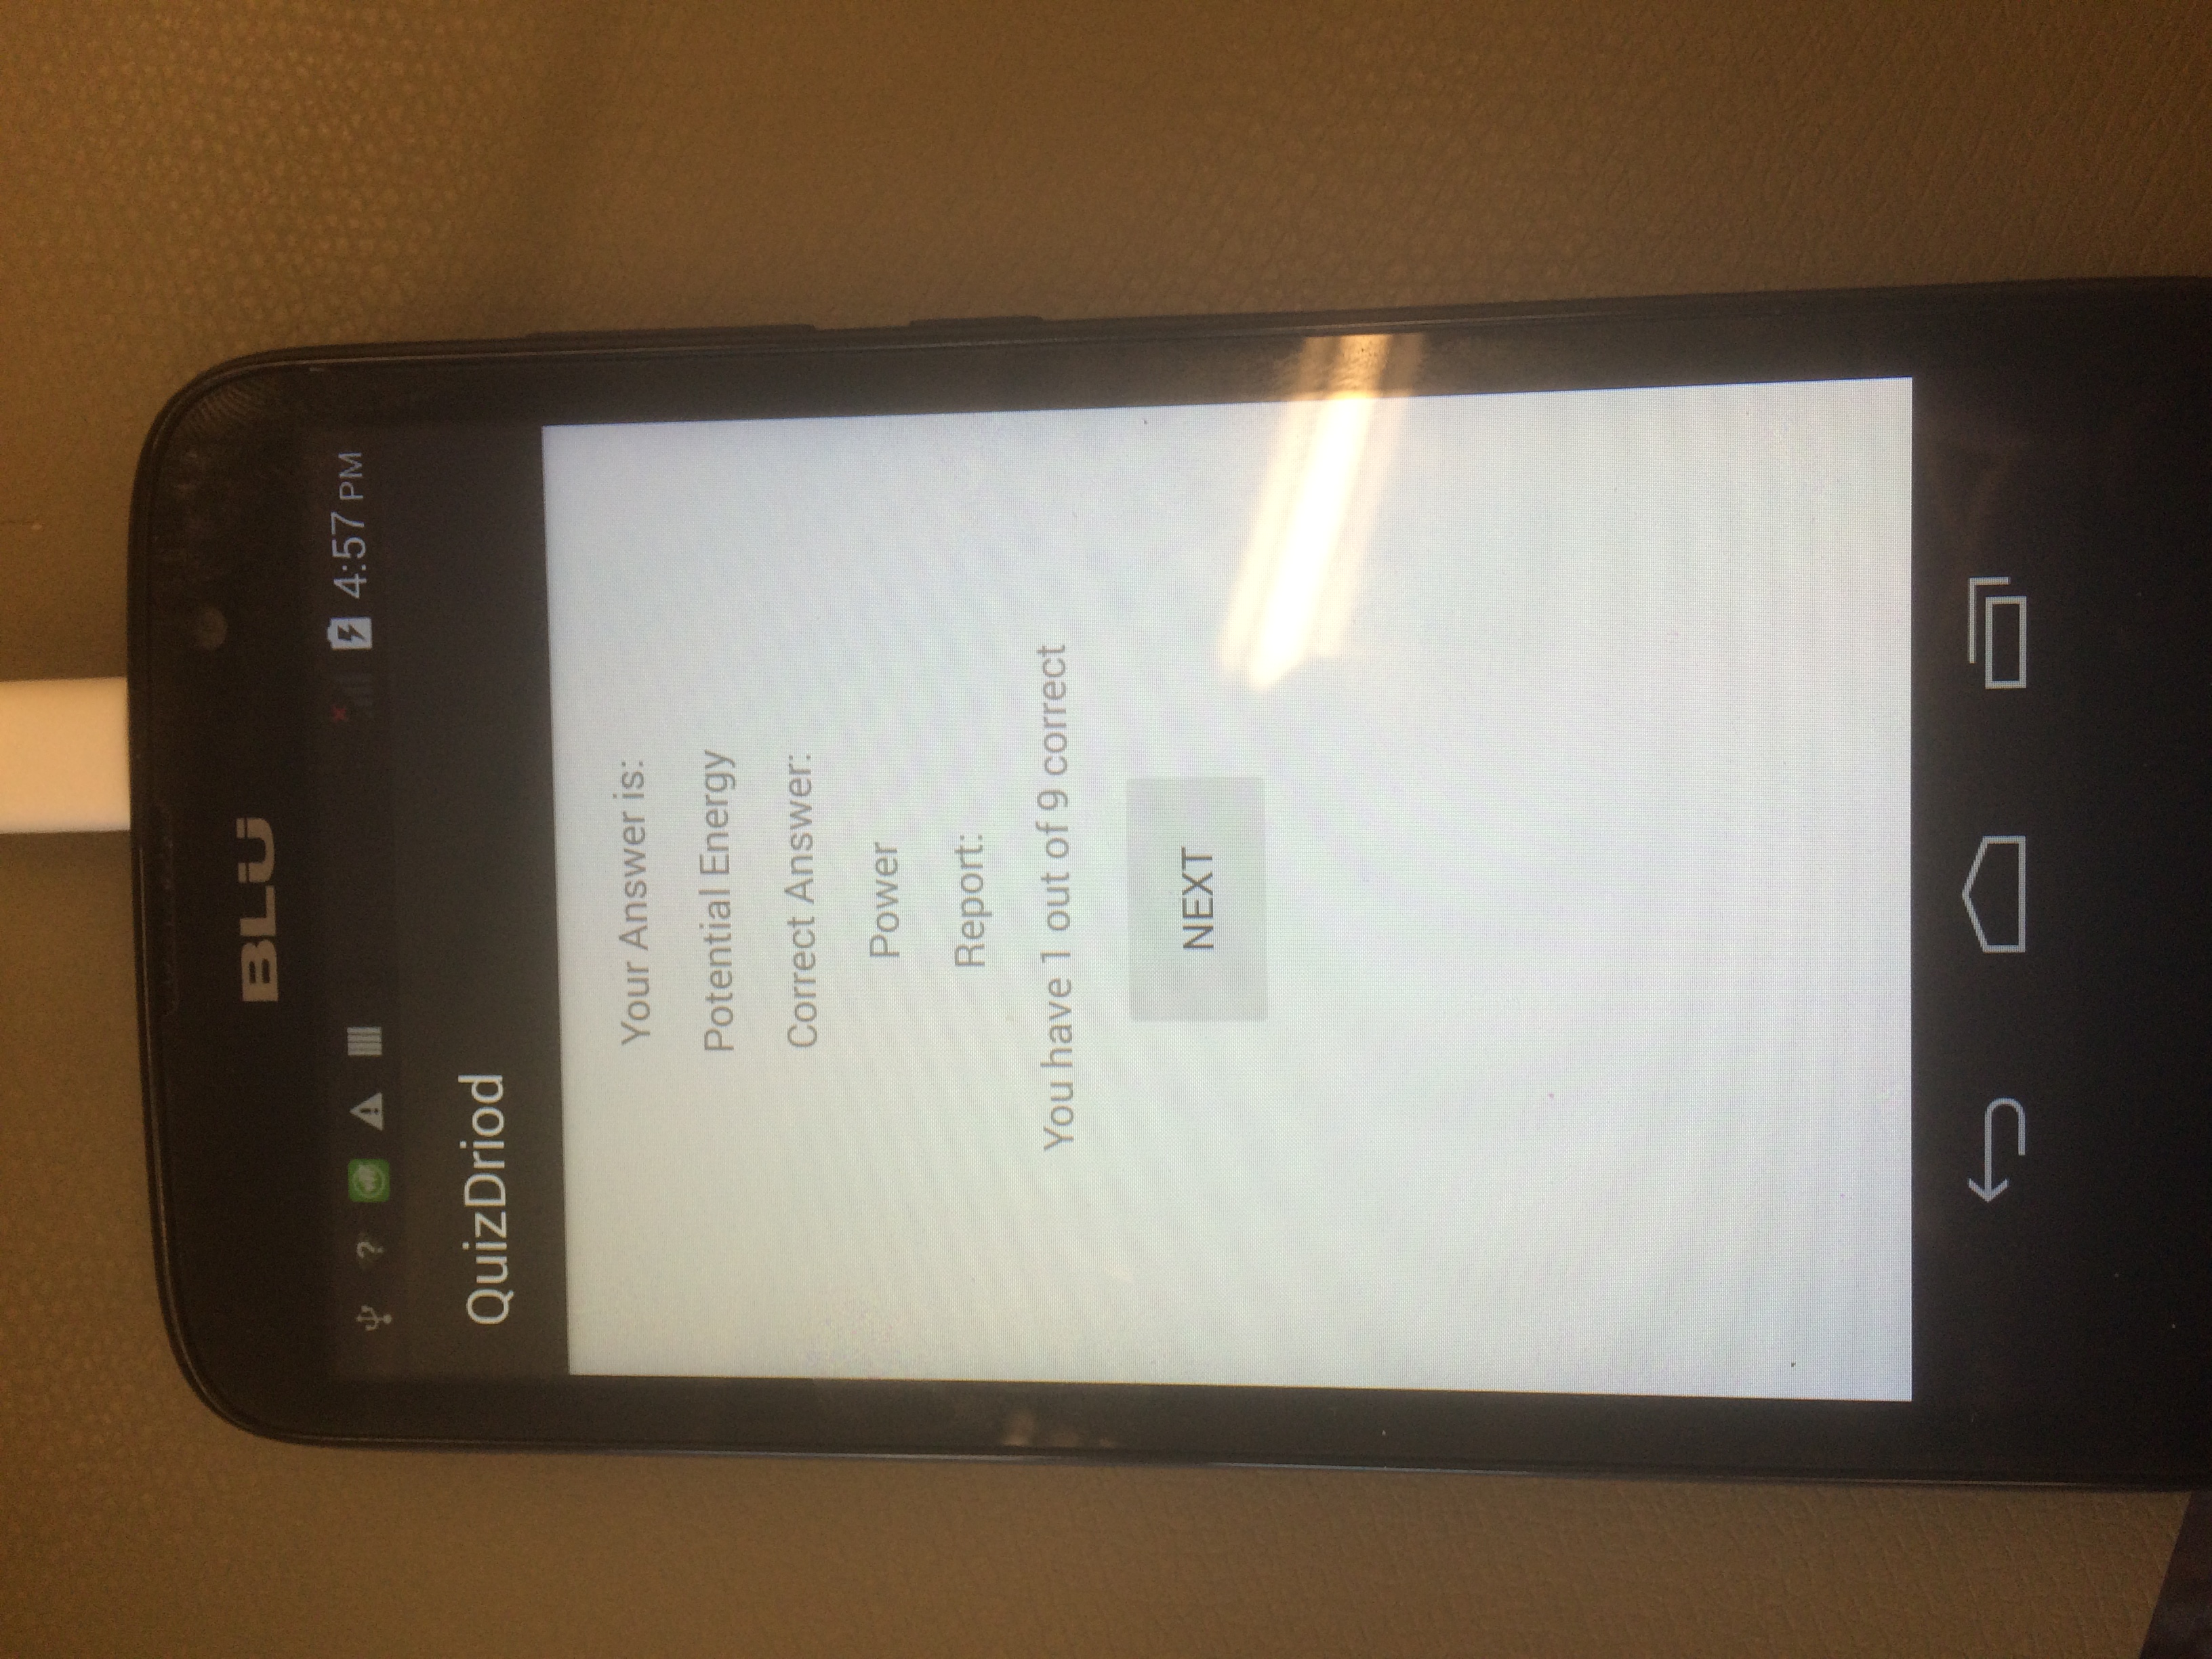 BLU
4:57 PM
QuizDriod
Your Answer is:
Potential Energy
Correct Answer:
Power
Report:
You have 1 out of 9 correct
NEXT